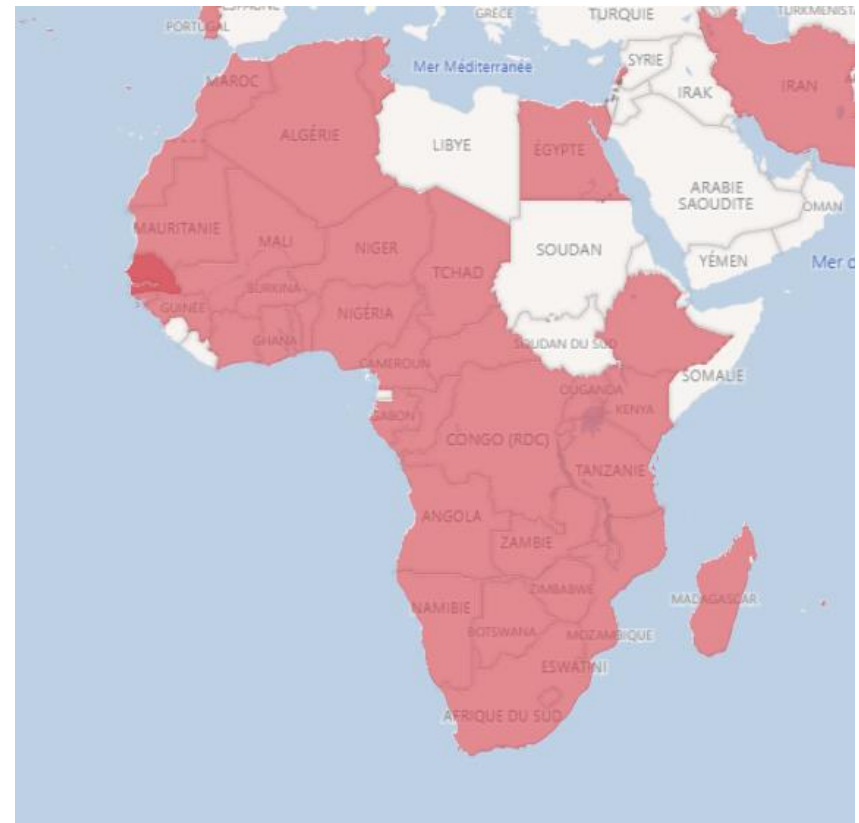 ESPAGNE
GRÈCE
TURQUIE
PORTUGAL
SYRIE
Mer Méditerranée
MAROC
IRAK
IRAN
ALGÉRIE
LIBYE
ÉGYPTE
ARABIE
SAOUDITE
OMAN
MAURITANIE
MALI
NIGER
SOUDAN
YÉMEN
TCHAD
BURKINA
GUINÉE
NIGÉRIA
GHANA
SOUDAN DU SUD
CAMEROUN
SOMALIE
OUGANDA
GABON
KENYA
CONGO (RDC)
TANZANIE
ANGOLA
ZAMBIE
ZIMBABWE
MADAGASCAR
NAMIBIE
BOTSWANA
MOZAMBIQUE
ESWATINI
AFRIQUE DU SUD